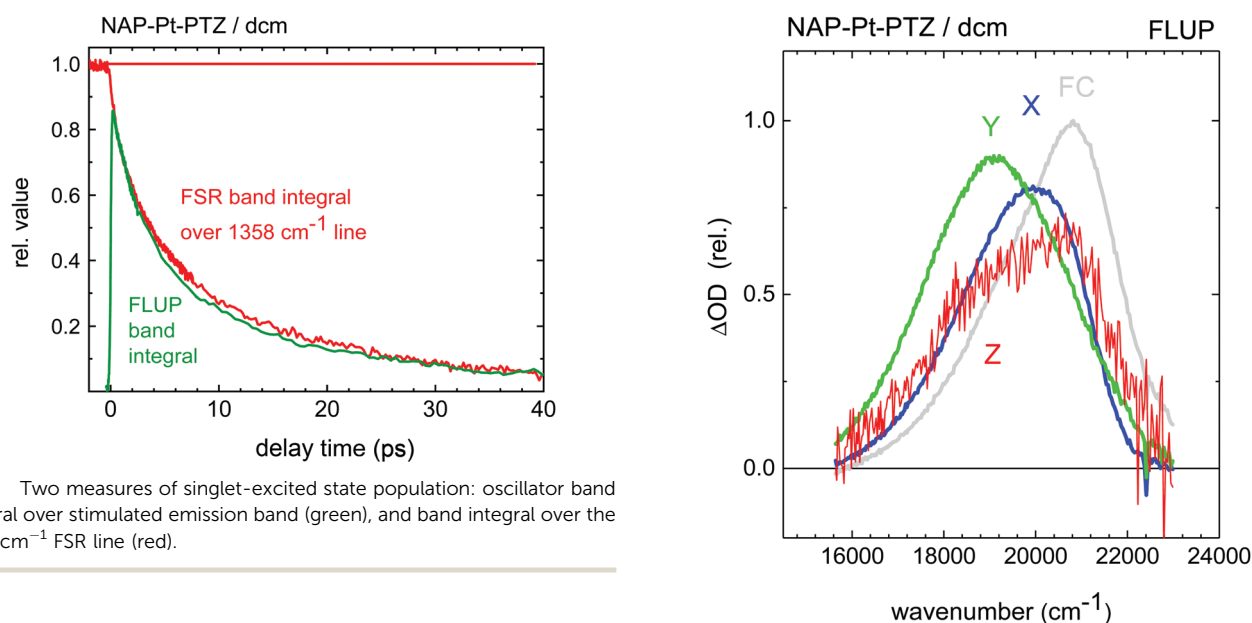 NAP-Pt-PTZ / dcm
1.0
0.8
0.6
0.4
0.2
rel. value
FSR band integral
over 1358 cm-1 line
FLUP
band
integral
0
10
20
30
40
delay time (ps)
Two measures of singlet-excited state population: oscillator band
ral over stimulated emission band (green), and band integral over the
cm−1 FSR line (red).
NAP-Pt-PTZ / dcm
FLUP
FC
X
Y
Z
1.0
0.5
0.0
ΔOD (rel.)
16000
18000
20000
22000
24000
wavenumber (cm-1)